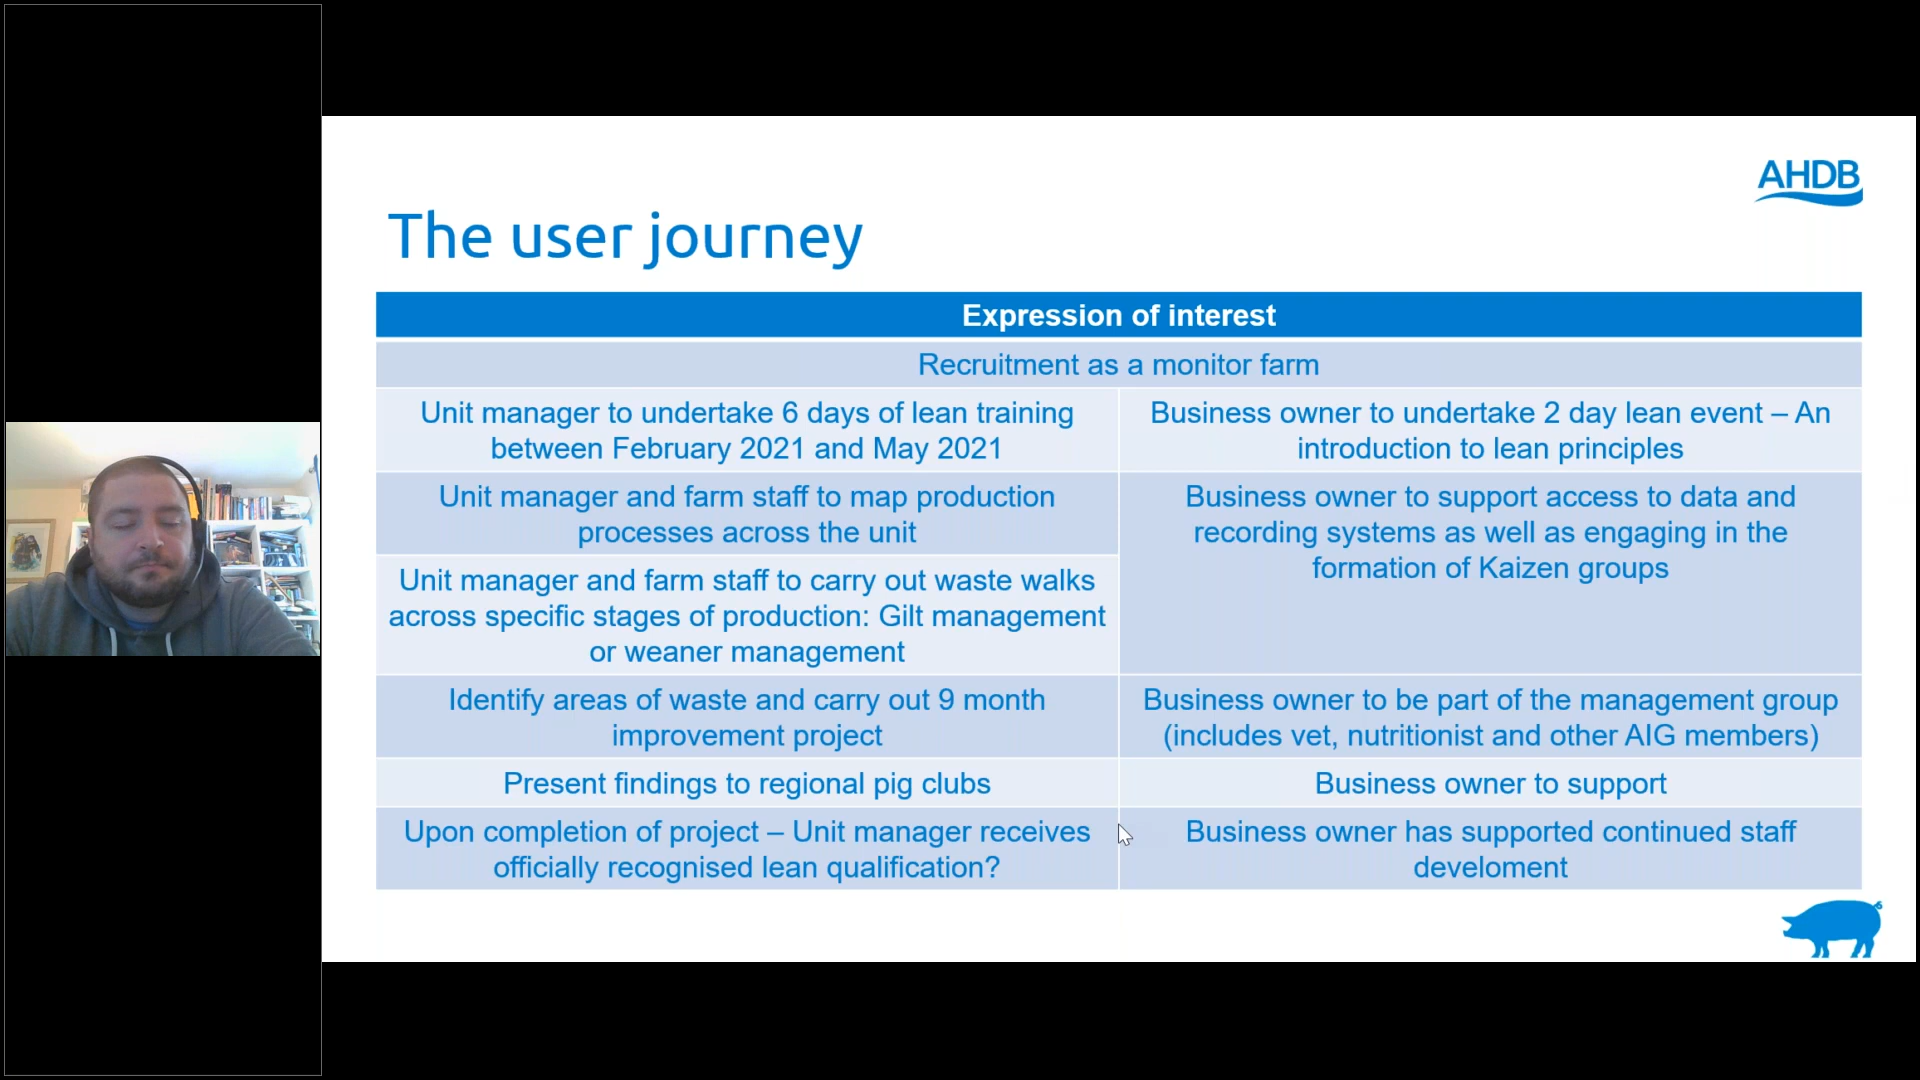 AHDB
The user journey
Expression of interest
Recruitment as a monitor farm
Unit manager to undertake 6 days of lean training
between February 2021 and May 2021
Business owner to undertake 2 day lean event – An
introduction to lean principles
Unit manager and farm staff to map production
processes across the unit
Business owner to support access to data and
recording systems as well as engaging in the
formation of Kaizen groups
Unit manager and farm staff to carry out waste walks
across specific stages of production: Gilt management
or weaner management
Identify areas of waste and carry out 9 month
improvement project
Business owner to be part of the management group
(includes vet, nutritionist and other AIG members)
Present findings to regional pig clubs
Business owner to support
Upon completion of project – Unit manager receives
officially recognised lean qualification?
Business owner has supported continued staff
develoment